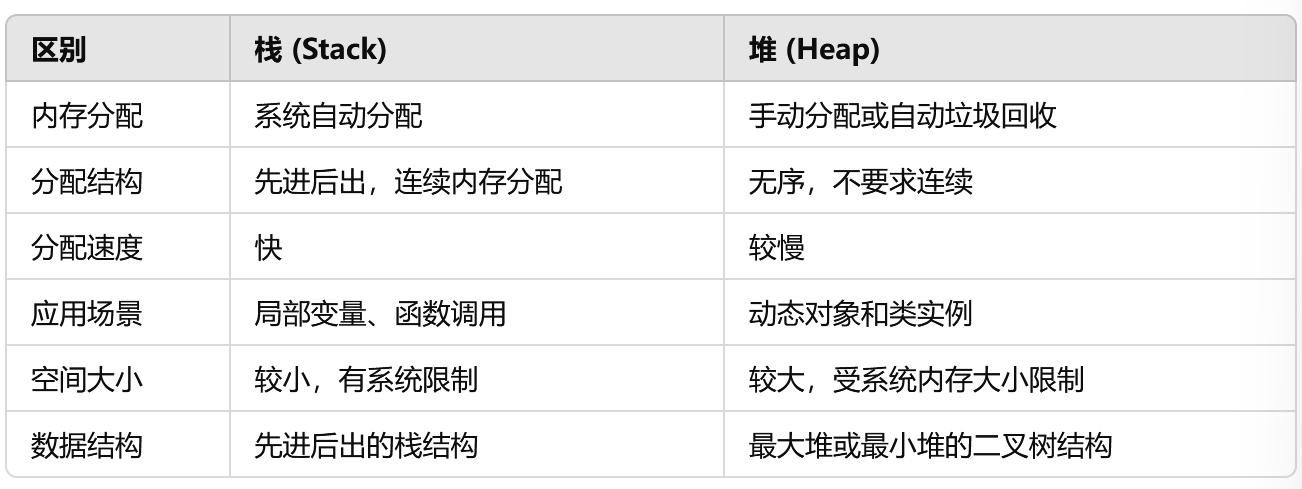 区别 栈 (Stack) 堆 (Heap)
内存分配 系统自动分配 手动分配或自动垃圾回收
分配结构 先进后出，连续内存分配 无序，不要求连续
分配速度 快 较慢
应用场景 局部变量、函数调用 动态对象和类实例
空间大小 较小，有系统限制 较大，受系统内存大小限制
数据结构 先进后出的栈结构 最大堆或最小堆的二叉树结构